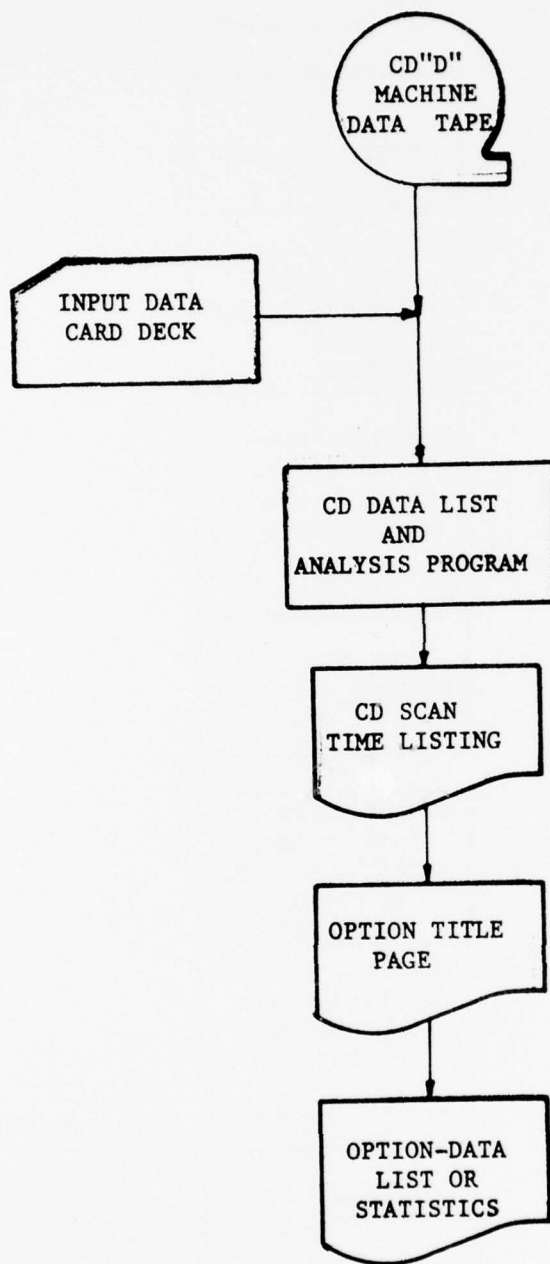 CD"D"
MACHINE
DATA TAPE
INPUT DATA
CARD DECK
CD DATA LIST
AND
ANALYSIS PROGRAM
CD SCAN
TIME LISTING
OPTION TITLE
PAGE
OPTION-DATA
LIST OR
STATISTICS